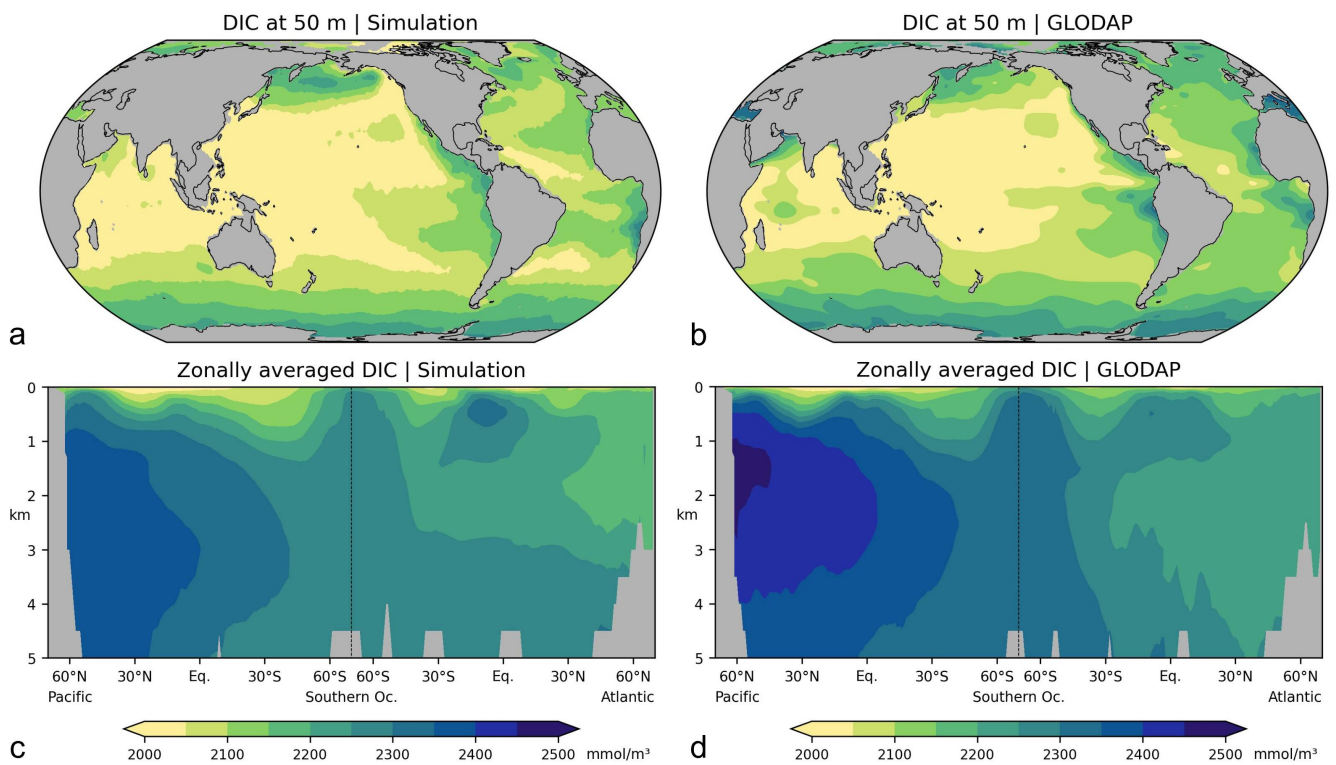 DIC at 50 m | Simulation
DIC at 50 m | GLODAP
a
b
Zonally averaged DIC | Simulation
Zonally averaged DIC | GLODAP
0
1
2
km
3
4
5
60°N 30°N Eq. 30°S 60°S 60°S 30°S Eq. 30°N 60°N
Pacific Southern Oc. Atlantic
0
1
2
km
3
4
5
60°N 30°N Eq. 30°S 60°S 60°S 30°S Eq. 30°N 60°N
Pacific Southern Oc. Atlantic
c
2000 2100 2200 2300 2400 2500 mmol/m³
d
2000 2100 2200 2300 2400 2500 mmol/m³